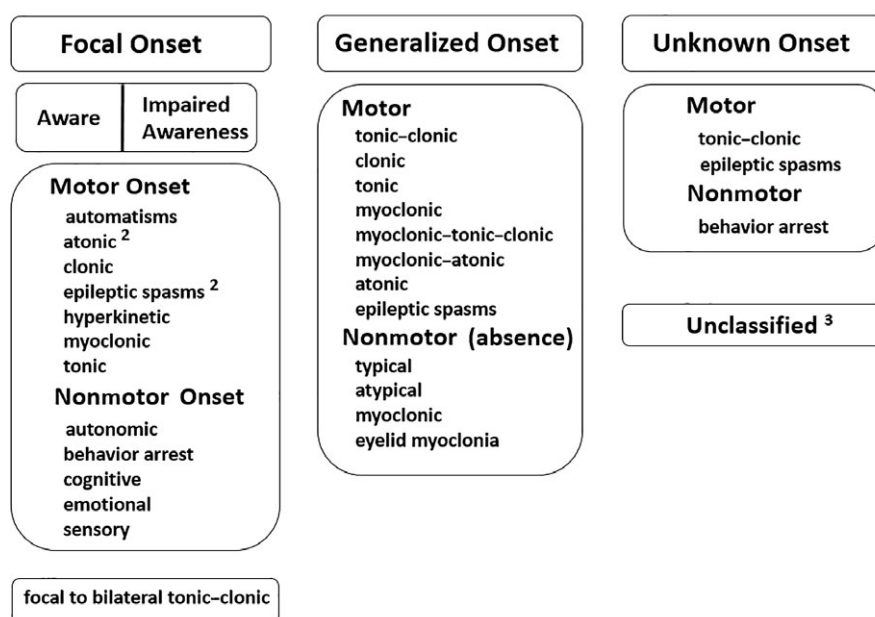 Focal Onset
Aware
Impaired
Awareness
Motor Onset
automatisms
atonic ²
clonic
epileptic spasms ²
hyperkinetic
myoclonic
tonic
Nonmotor Onset
autonomic
behavior arrest
cognitive
emotional
sensory
focal to bilateral tonic–clonic
Generalized Onset
Motor
tonic–clonic
clonic
tonic
myoclonic
myoclonic–tonic–clonic
myoclonic–atonic
atonic
epileptic spasms
Nonmotor (absence)
typical
atypical
myoclonic
eyelid myoclonia
Unknown Onset
Motor
tonic–clonic
epileptic spasms
Nonmotor
behavior arrest
Unclassified ³